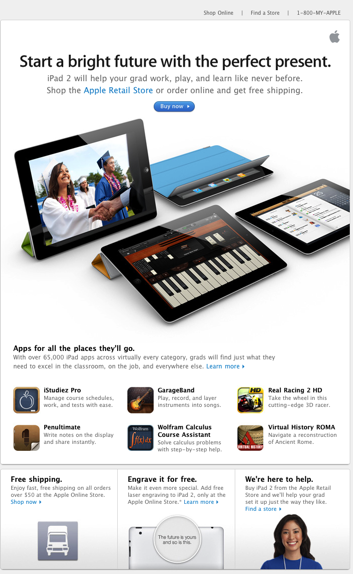 Shop Online | Find a Store | 1-800-MY-APPLE
Start a bright future with the perfect present.
iPad 2 will help your grad work, play, and learn like never before.
Shop the Apple Retail Store or order online and get free shipping.
Buy now
Apps for all the places they'll go.
With over 65,000 iPad apps across virtually every category, grads will find just what they
need to excel in the classroom, on the job, and everywhere else. Learn more
iStudiez Pro
Manage course schedules,
work, and tests with ease.
GarageBand
Play, record, and layer
instruments into songs.
Real Racing 2 HD
Take the wheel in this
cutting-edge 3D racer.
Penultimate
Write notes on the display
and share instantly.
Wolfram Calculus
Course Assistant
Solve calculus problems
with step-by-step help.
Virtual History ROMA
Navigate a reconstruction
of Ancient Rome.
Free shipping.
Enjoy fast, free shipping on all orders
over $50 at the Apple Online Store.
Shop now
Engrave it for free.
Make it even more special. Add free
laser engraving to iPad 2, only at the
Apple Online Store.* Learn more
The future is yours
and so is this.
We're here to help.
Buy iPad 2 from the Apple Retail
Store and we'll help your grad
set it up just the way they like.
Find a store